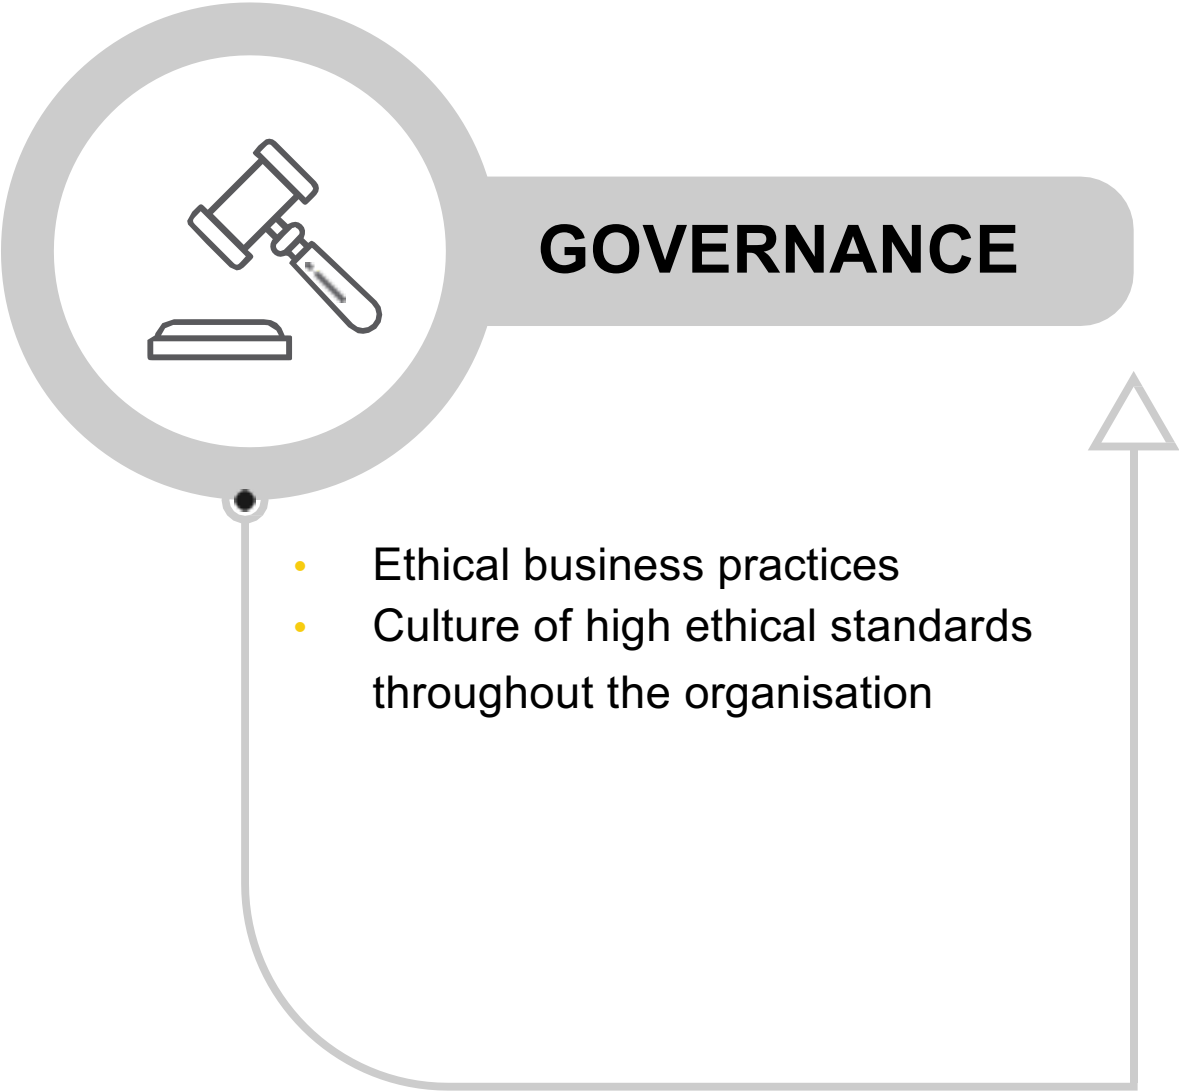 GOVERNANCE
• Ethical business practices
• Culture of high ethical standards
throughout the organisation